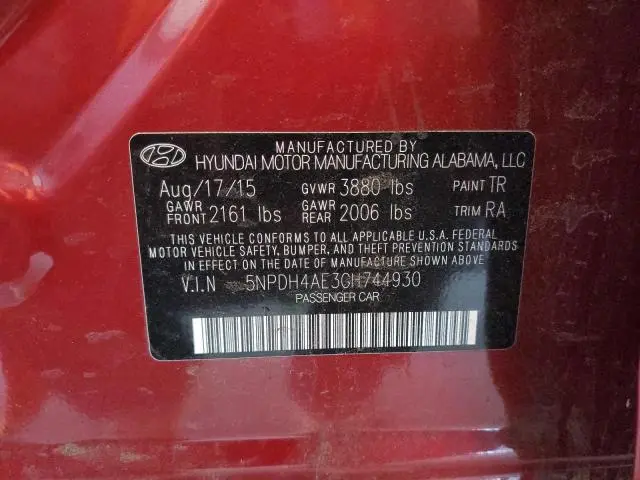 MANUFACTURED BY
HYUNDAI MOTOR MANUFACTURING ALABAMA, LLC
Aug/17/15 GVWR 3880 lbs PAINT TR
GAWR FRONT 2161 lbs GAWR REAR 2006 lbs TRIM RA
THIS VEHICLE CONFORMS TO ALL APPLICABLE U.S.A. FEDERAL
MOTOR VEHICLE SAFETY, BUMPER, AND THEFT PREVENTION STANDARDS
IN EFFECT ON THE DATE OF MANUFACTURE SHOWN ABOVE
V.I.N 5NPDH4AE3GH744930
PASSENGER CAR